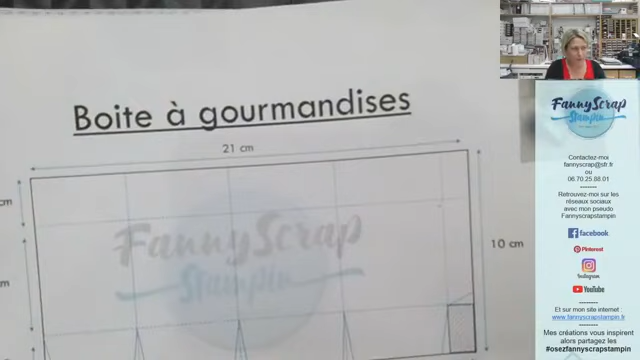 Boite à gourmandises
21 cm
cm
10 cm
m
FannyScrap
Stampin
FannyScrap
Stampin
Contactez-moi
fannyscrap@sfr.fr
ou
06.70.25.88.01
--------
Retrouvez-moi sur les
réseaux sociaux
avec mon pseudo
Fannyscrapstampin
facebook
Pinterest
Instagram
YouTube
--------
Et sur mon site internet
www.fannyscrapstampin.fr
--------
Mes créations vous inspirent
alors partagez les
#osezfannyscrapstampin